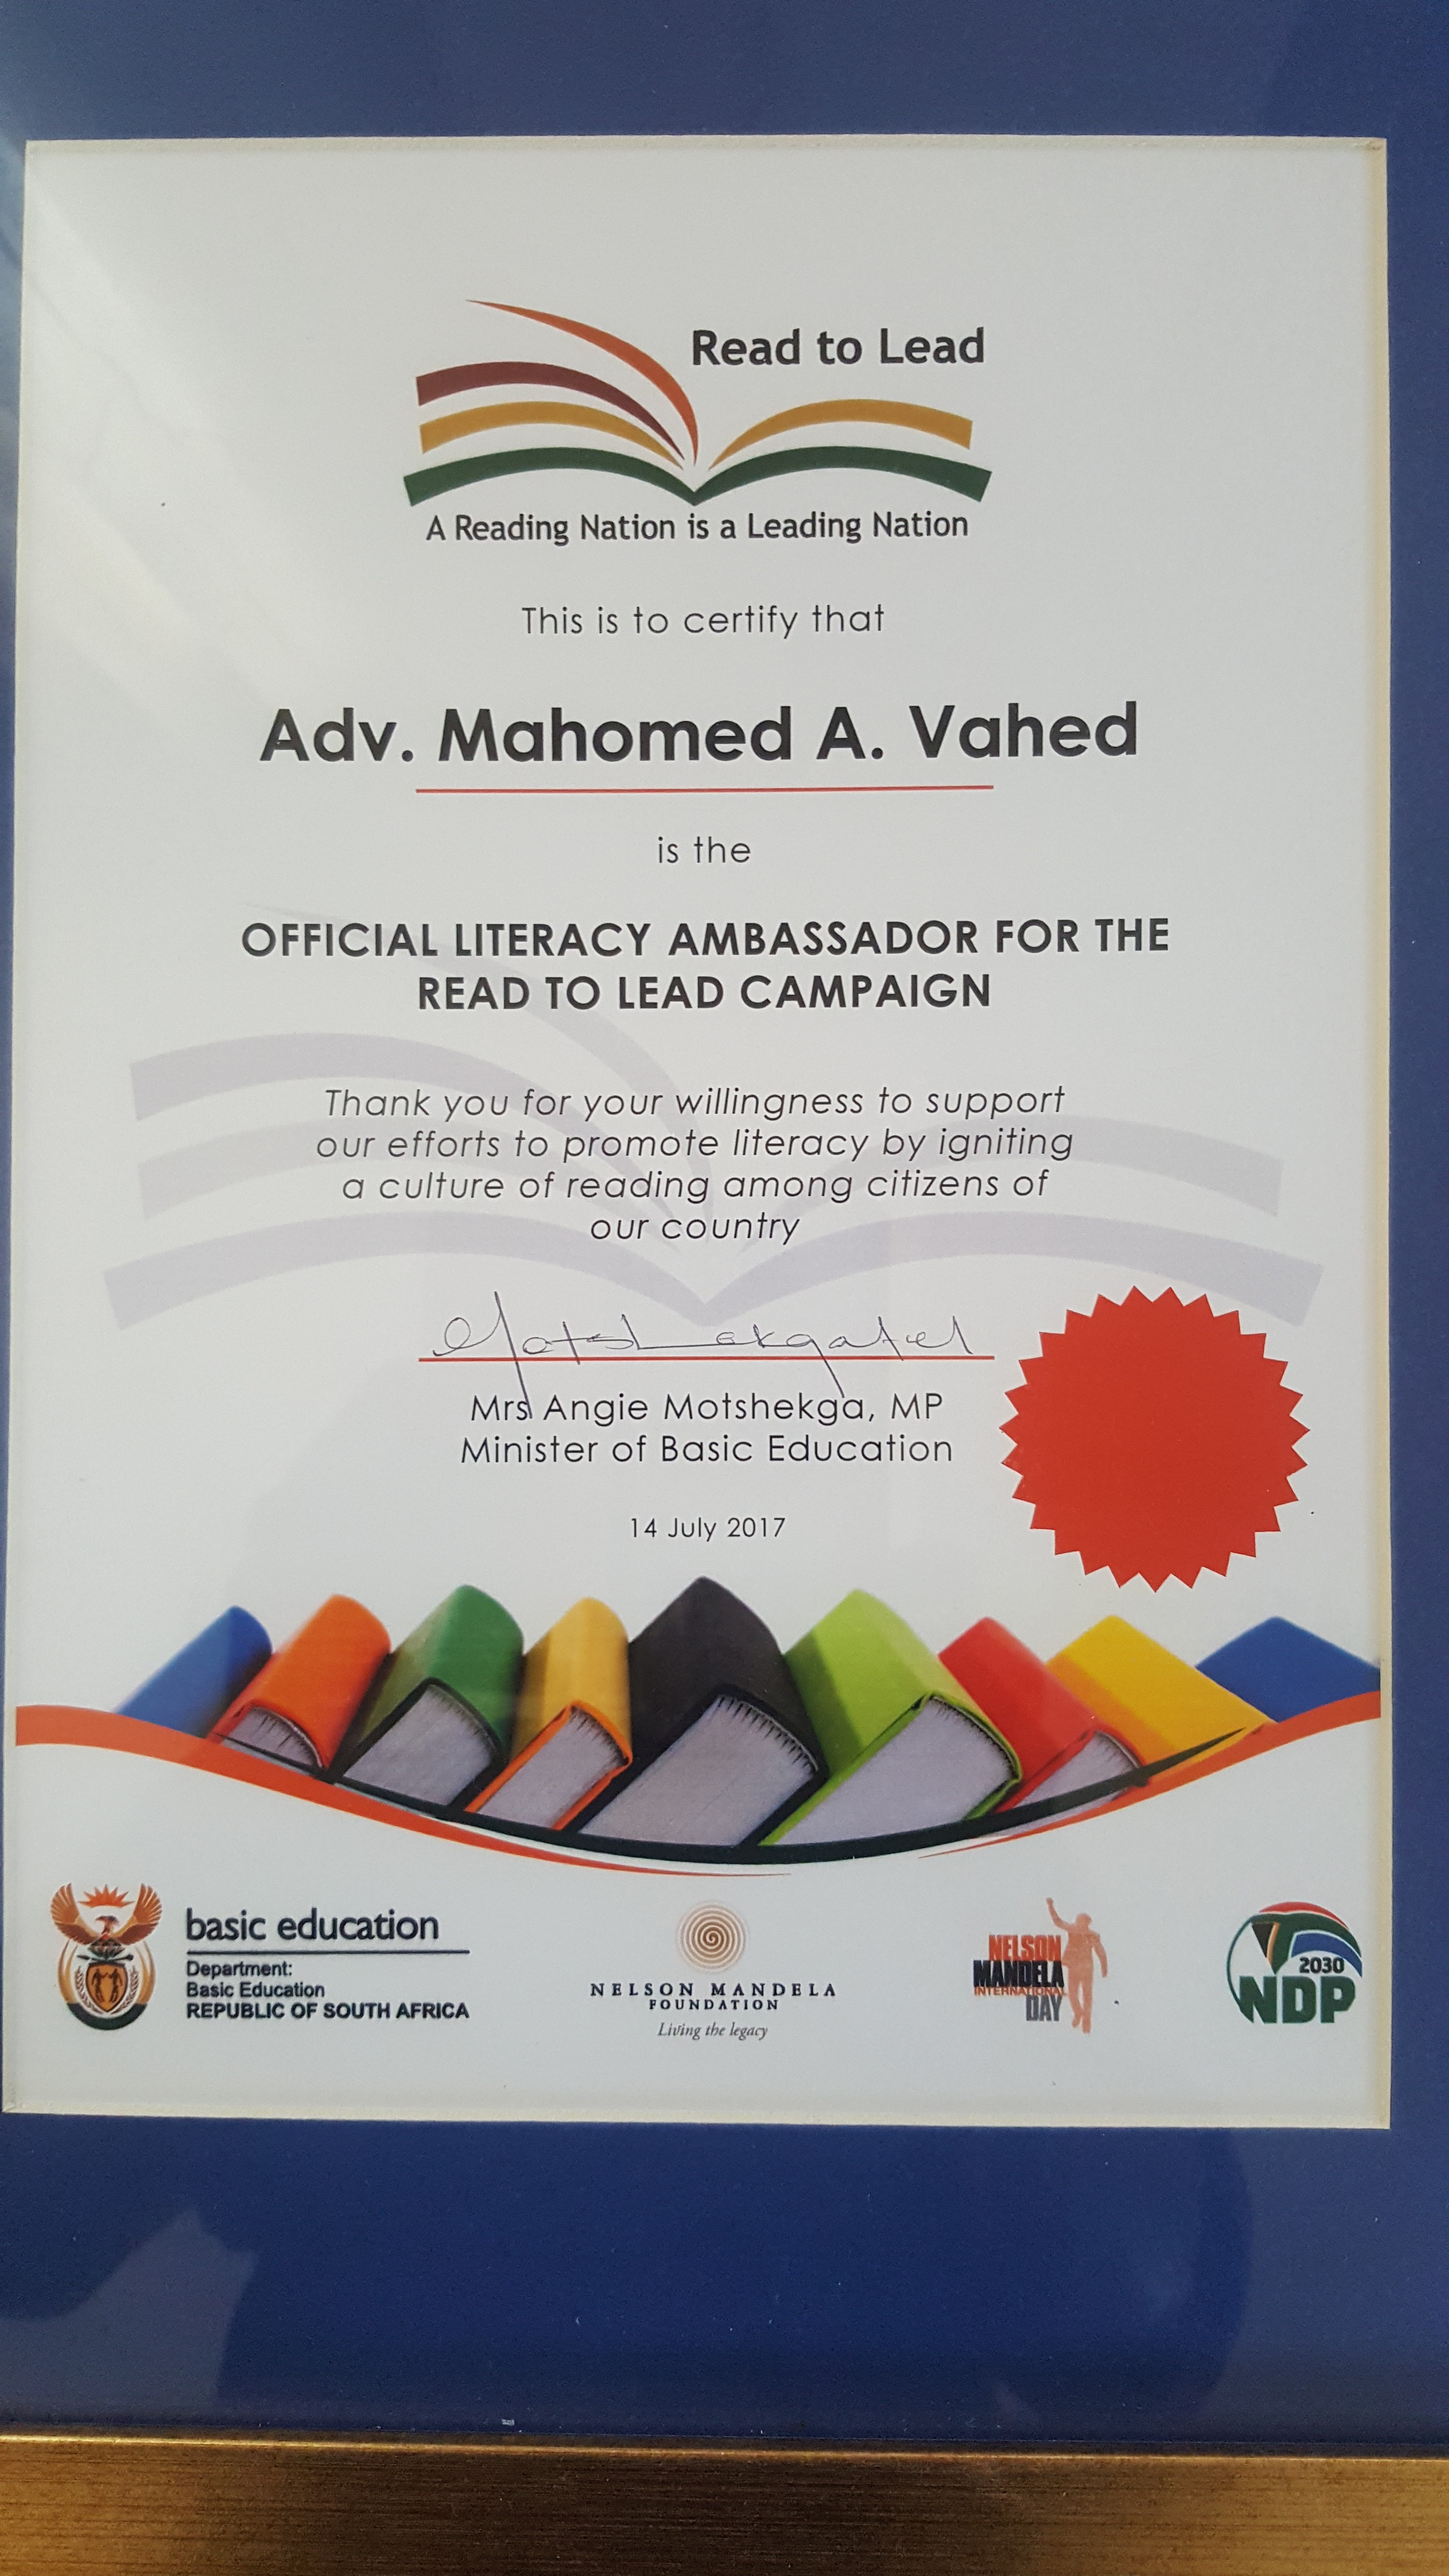 Read to Lead
A Reading Nation is a Leading Nation
This is to certify that
Adv. Mahomed A. Vahed
is the
OFFICIAL LITERACY AMBASSADOR FOR THE
READ TO LEAD CAMPAIGN
Thank you for your willingness to support
our efforts to promote literacy by igniting
a culture of reading among citizens of
our country
Mrs Angie Motshekga, MP
Minister of Basic Education
14 July 2017
basic education
Department:
Basic Education
REPUBLIC OF SOUTH AFRICA
NELSON MANDELA
FOUNDATION
Living the legacy
NELSON
MANDELA
INTERNATIONAL
DAY
2030
NDP